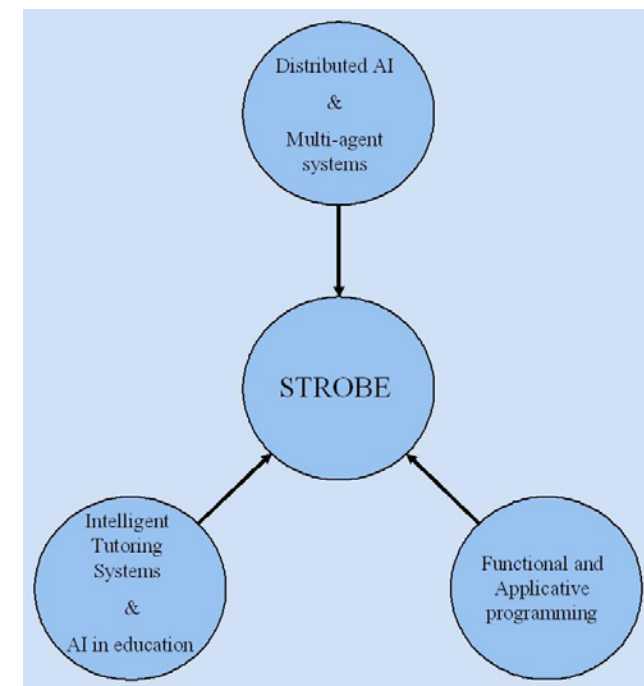 Distributed AI
&
Multi-agent
systems
STROBE
Intelligent
Tutoring
Systems
&
AI in education
Functional and
Applicative
programming